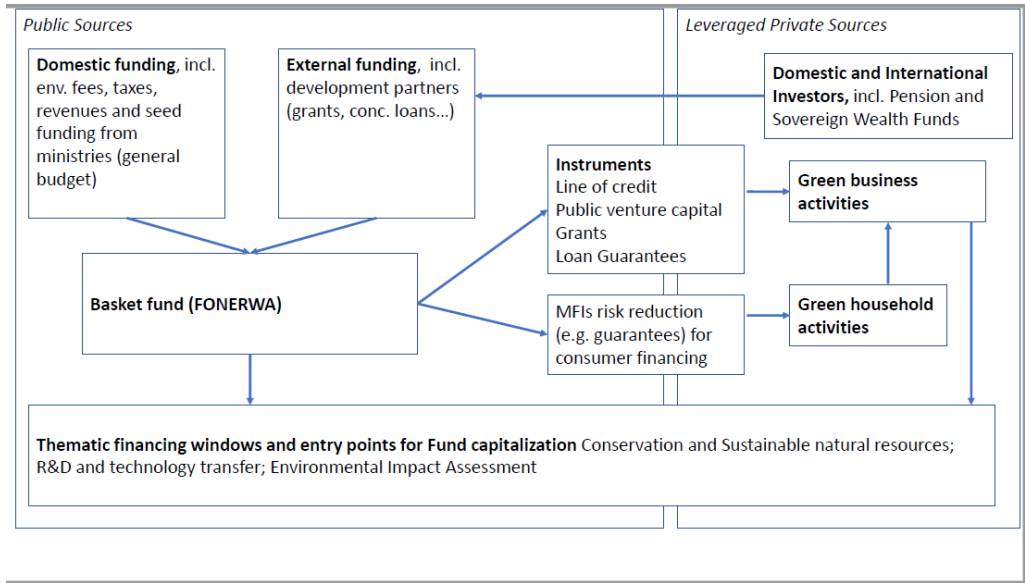 Public Sources
Leveraged Private Sources
Domestic funding, incl.
env. fees, taxes,
revenues and seed
funding from
ministries (general
budget)
External funding, incl.
development partners
(grants, conc. loans...)
Domestic and International
Investors, incl. Pension and
Sovereign Wealth Funds
Instruments
Line of credit
Public venture capital
Grants
Loan Guarantees
Green business
activities
Basket fund (FONERWA)
MFIs risk reduction
(e.g. guarantees) for
consumer financing
Green household
activities
Thematic financing windows and entry points for Fund capitalization Conservation and Sustainable natural resources;
R&D and technology transfer; Environmental Impact Assessment